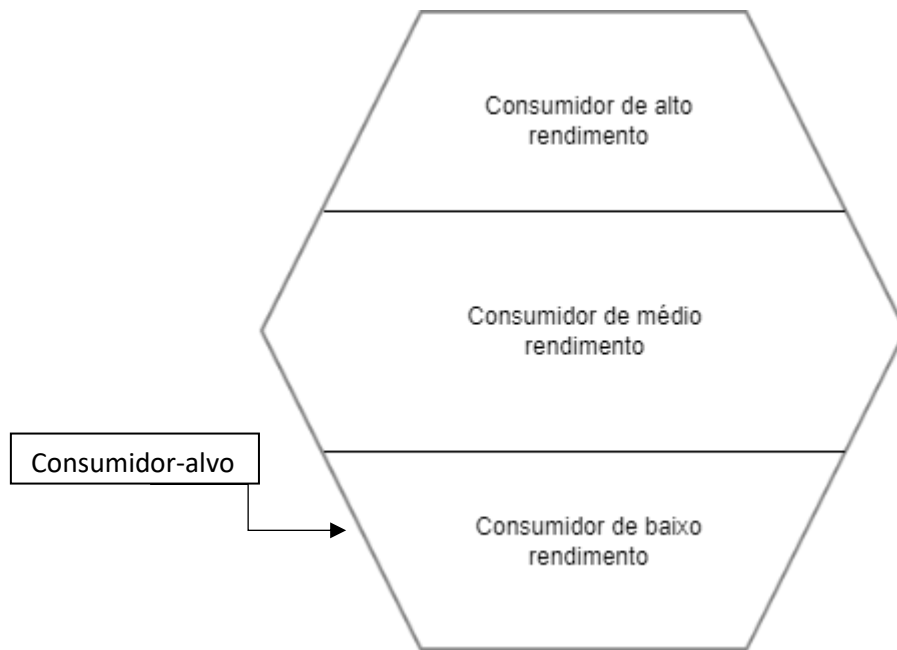 Consumidor de alto
rendimento
Consumidor de médio
rendimento
Consumidor-alvo
Consumidor de baixo
rendimento